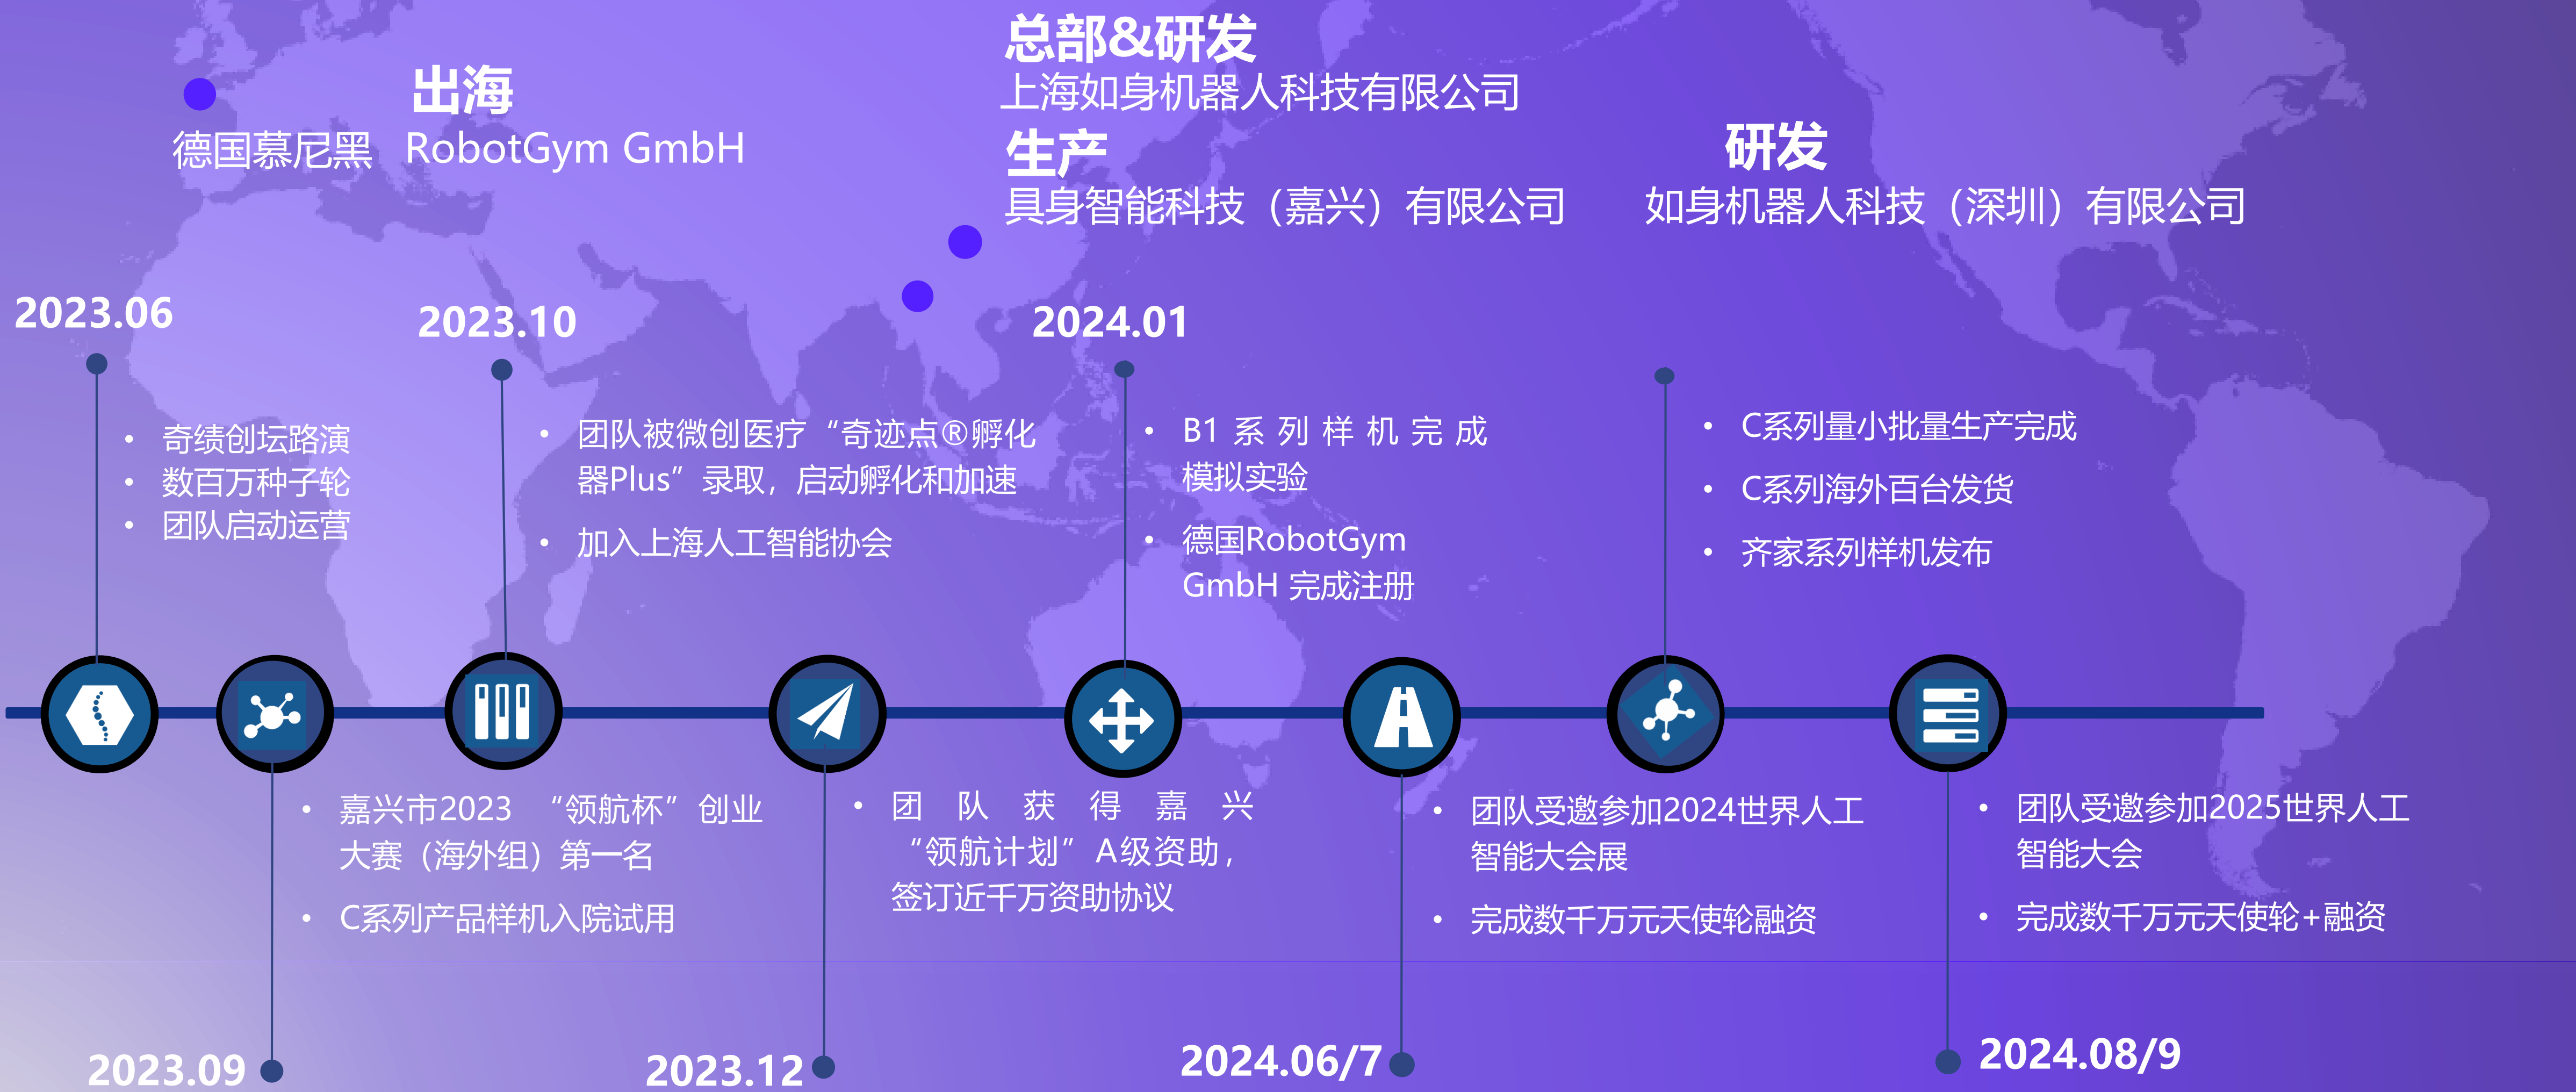 总部&研发
上海如身机器人科技有限公司
出海
德国慕尼黑 RobotGym GmbH
生产
具身智能科技（嘉兴）有限公司
研发
如身机器人科技（深圳）有限公司
2023.06
• 奇绩创坛路演
• 数百万种子轮
• 团队启动运营
2023.10
• 团队被微创医疗“奇迹点®孵化
器Plus”录取，启动孵化和加速
• 加入上海人工智能协会
2024.01
• B1系列样机完成
模拟实验
• 德国RobotGym
GmbH 完成注册
• C系列量小批量生产完成
• C系列海外百台发货
• 齐家系列样机发布
• 嘉兴市2023 “领航杯”创业
大赛（海外组）第一名
• C系列产品样机入院试用
2023.09
• 团队获得嘉兴
“领航计划”A级资助，
签订近千万资助协议
2023.12
• 团队受邀参加2024世界人工
智能大会展
• 完成数千万元天使轮融资
2024.06/7
• 团队受邀参加2025世界人工
智能大会
• 完成数千万元天使轮+融资
2024.08/9